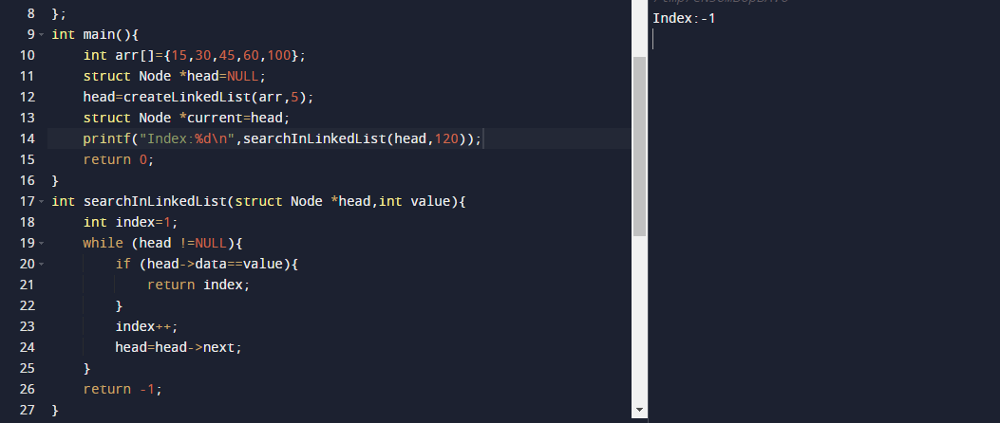 8 };
9 int main(){
10 int arr[]={15,30,45,60,100};
11 struct Node *head=NULL;
12 head=createLinkedList(arr,5);
13 struct Node *current=head;
14 printf("Index:%d\n",searchInLinkedList(head,120));
15 return 0;
16 }
17 int searchInLinkedList(struct Node *head,int value){
18 int index=1;
19 while (head !=NULL){
20 if (head->data==value){
21 return index;
22 }
23 index++;
24 head=head->next;
25 }
26 return -1;
27 }
Index:-1